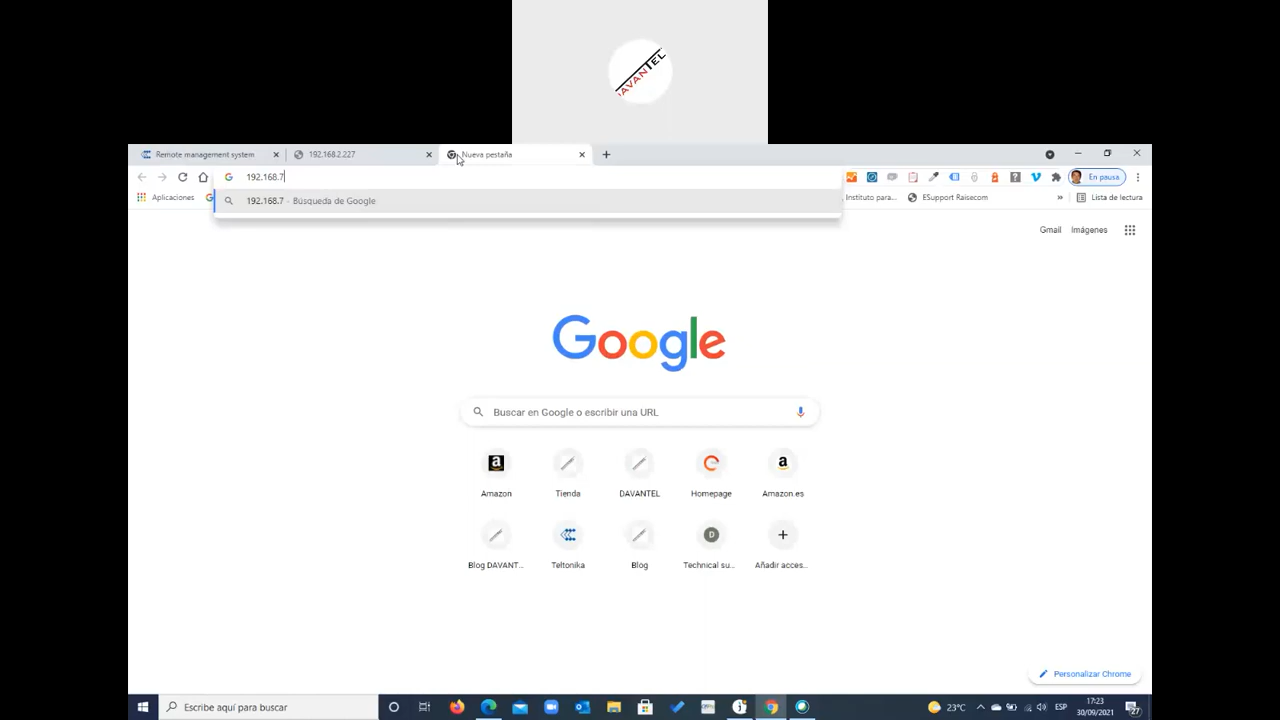 DAVANTEL
Remote management system
192.168.2.227
Nueva pestaña
192.168.7
En pausa
192.168.7 - Búsqueda de Google
Aplicaciones
Instituto para...
ESupport Raisecom
»
Lista de lectura
Gmail
Imágenes
Google
Buscar en Google o escribir una URL
Amazon
Tienda
DAVANTEL
Homepage
Amazon.es
Blog DAVANT...
Teltonika
Blog
D
Technical su...
Añadir acces...
Personalizar Chrome
Escribe aquí para buscar
23°C
ESP
17:23
30/09/2021
27